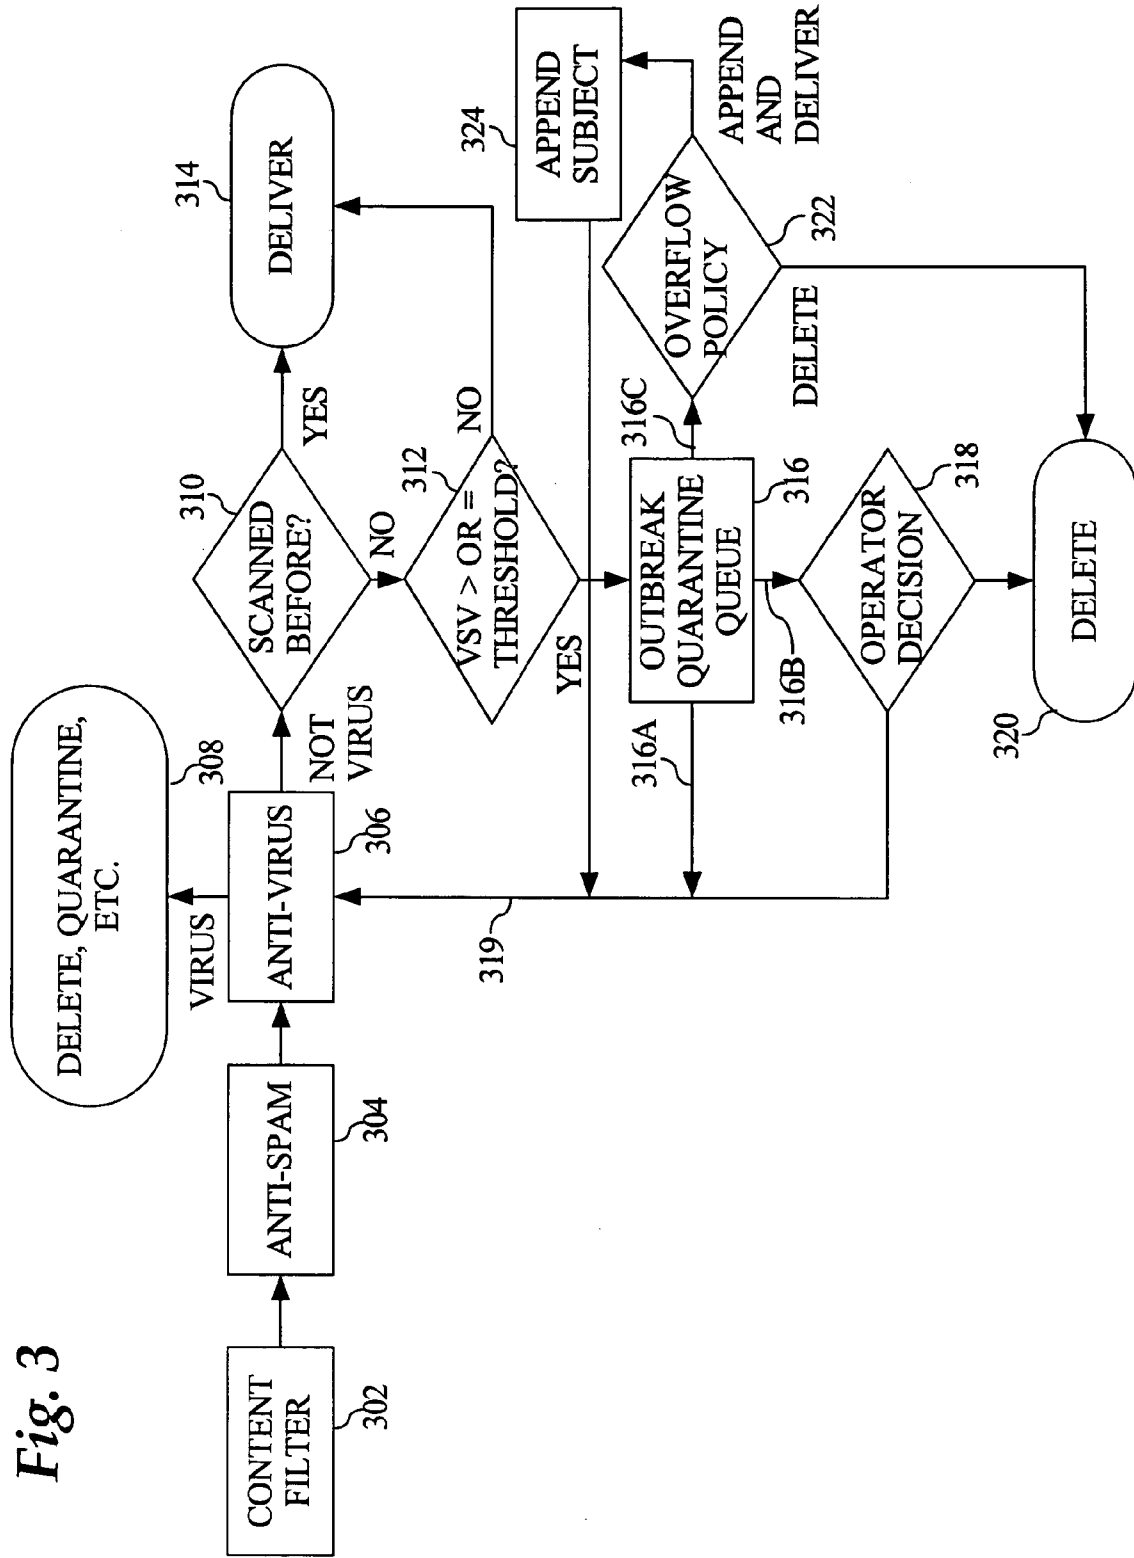 Fig. 3
DELETE, QUARANTINE,
ETC.
308
VIRUS
CONTENT
FILTER
302
ANTI-SPAM
304
ANTI-VIRUS
306
NOT
VIRUS
SCANNED
BEFORE?
310
YES
DELIVER
314
NO
VSV > OR =
THRESHOLD?
312
NO
YES
319
316A
OUTBREAK
QUARANTINE
QUEUE
316
316B
316C
OVERFLOW
POLICY
322
APPEND
SUBJECT
324
APPEND
AND
DELIVER
DELETE
OPERATOR
DECISION
318
DELETE
320